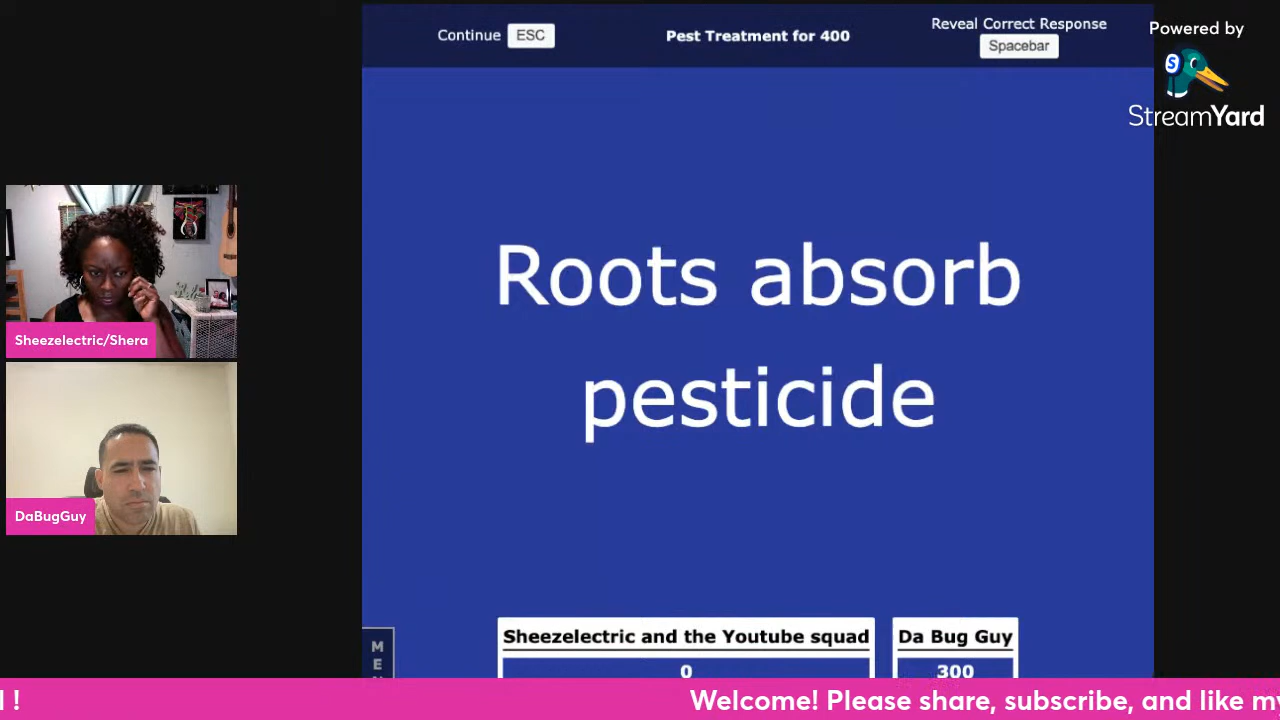 Continue ESC
Pest Treatment for 400
Reveal Correct Response
Spacebar
Powered by
S
StreamYard
Roots absorb
pesticide
Sheezelectric/Shera
DaBugGuy
Sheezelectric and the Youtube squad
0
Da Bug Guy
300
M
E
!
Welcome! Please share, subscribe, and like